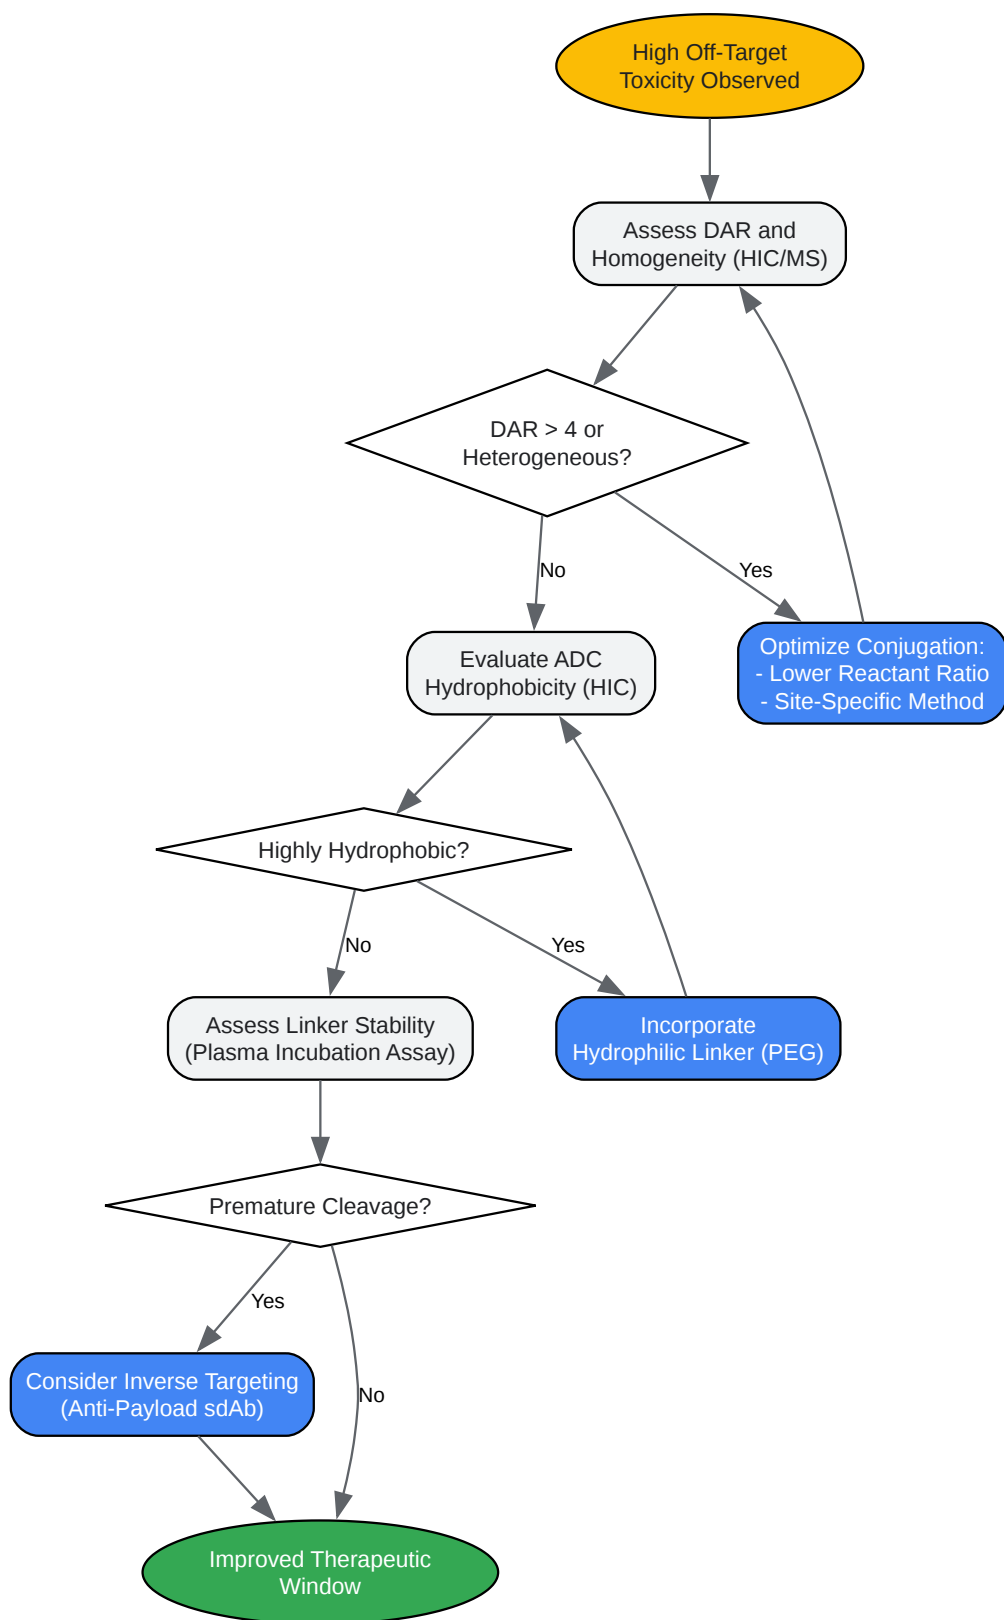 High Off-Target
Toxicity Observed
Assess DAR and
Homogeneity (HIC/MS)
DAR > 4 or
Heterogeneous?
No
Yes
Evaluate ADC
Hydrophobicity (HIC)
Optimize Conjugation:
- Lower Reactant Ratio
- Site-Specific Method
Highly Hydrophobic?
No
Yes
Assess Linker Stability
(Plasma Incubation Assay)
Incorporate
Hydrophilic Linker (PEG)
Premature Cleavage?
Yes
No
Consider Inverse Targeting
(Anti-Payload sdAb)
Improved Therapeutic
Window